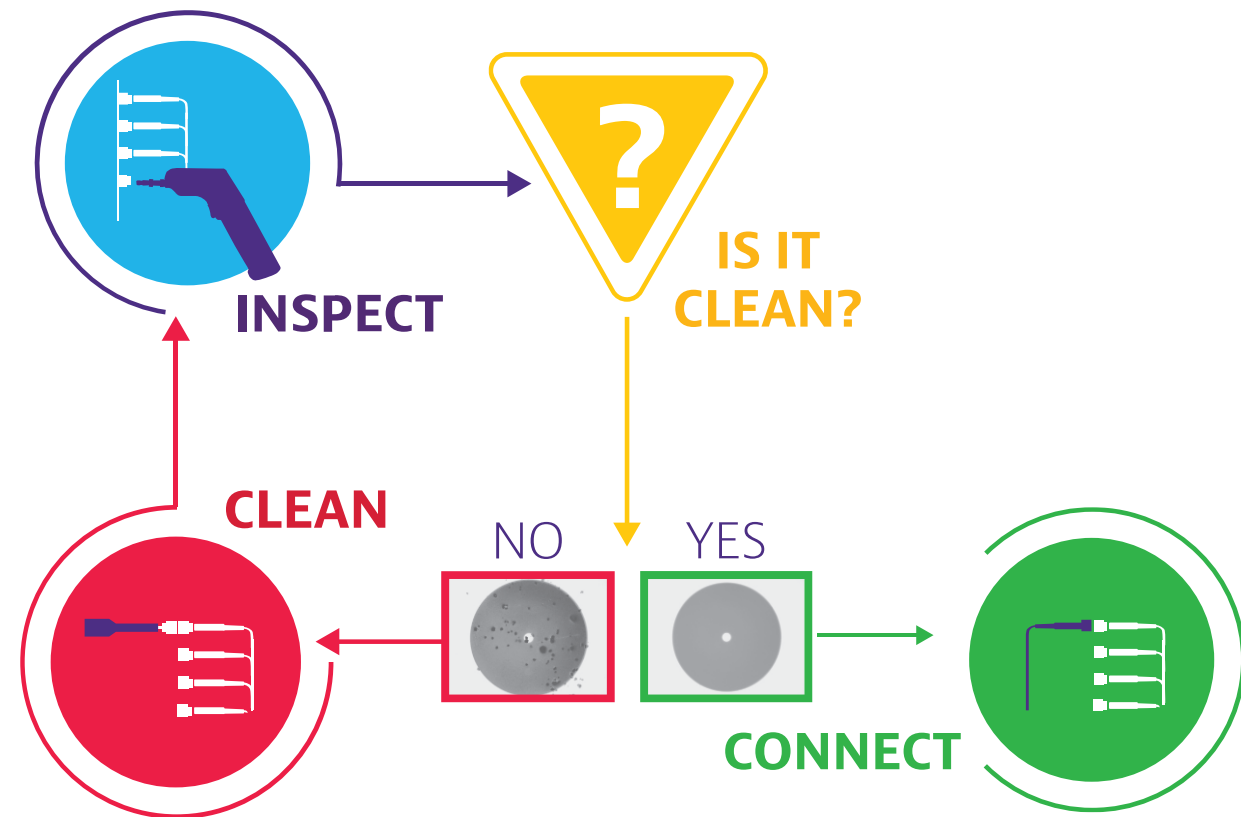 ?
IS IT
CLEAN?
INSPECT
CLEAN
NO
YES
CONNECT